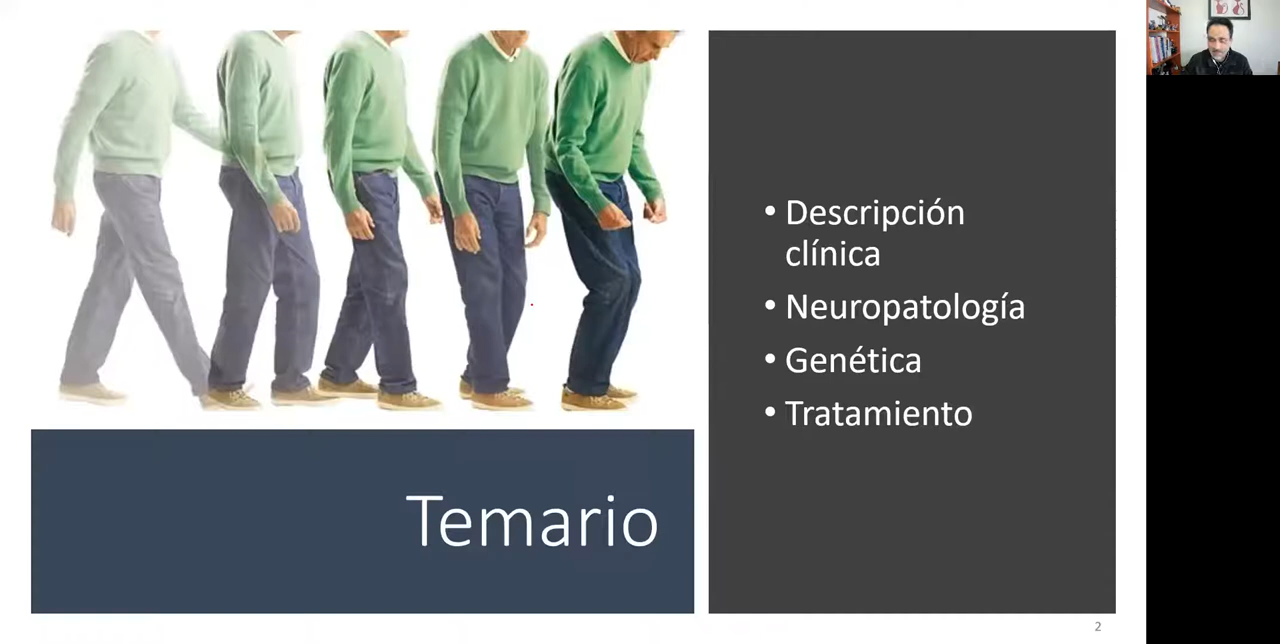 • Descripción
clínica
• Neuropatología
• Genética
• Tratamiento
Temario
2